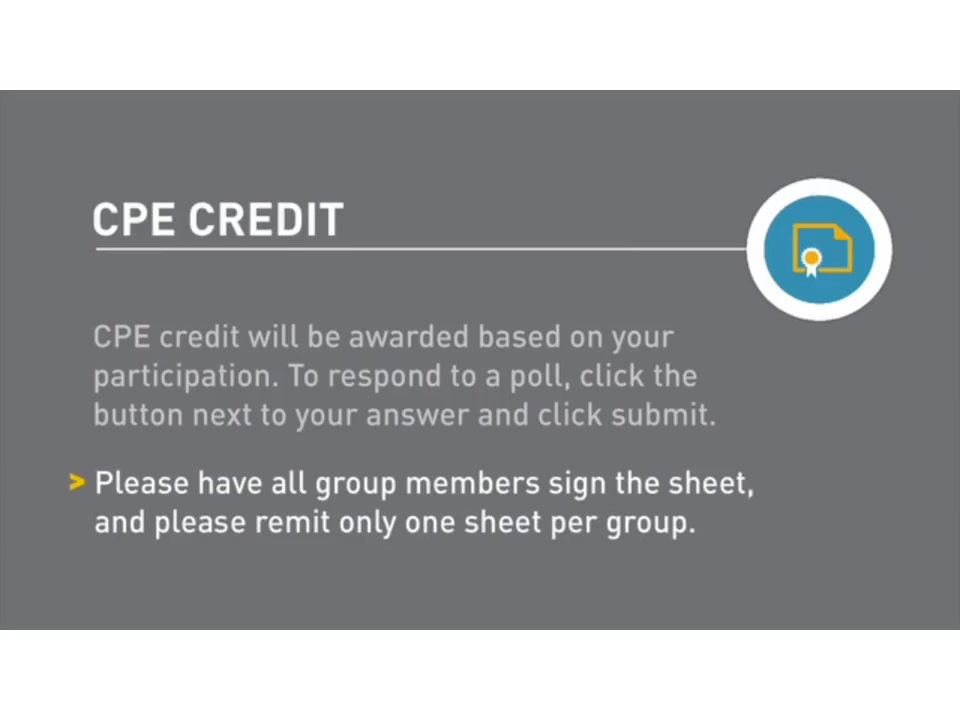 CPE CREDIT
CPE credit will be awarded based on your
participation. To respond to a poll, click the
button next to your answer and click submit.
> Please have all group members sign the sheet,
and please remit only one sheet per group.